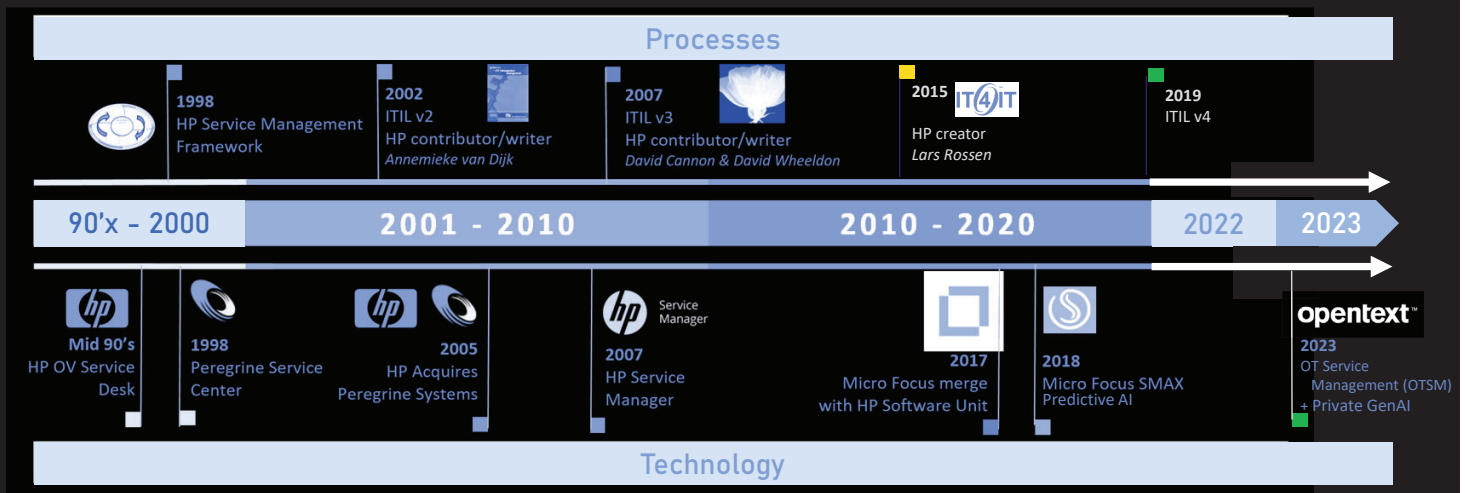 Processes
1998
HP Service Management
Framework
2002
ITIL v2
HP contributor/writer
Annemieke van Dijk
2007
ITIL v3
HP contributor/writer
David Cannon & David Wheeldon
2015
IT4IT
HP creator
Lars Rossen
2019
ITIL v4
90'x - 2000
2001 - 2010
2010 - 2020
2022
2023
hp
Mid 90's
HP OV Service
Desk
1998
Peregrine Service
Center
hp
2005
HP Acquires
Peregrine Systems
hp
Service
Manager
2007
HP Service
Manager
2017
Micro Focus merge
with HP Software Unit
2018
Micro Focus SMAX
Predictive AI
opentext™
2023
OT Service
Management (OTSM)
+ Private GenAI
Technology